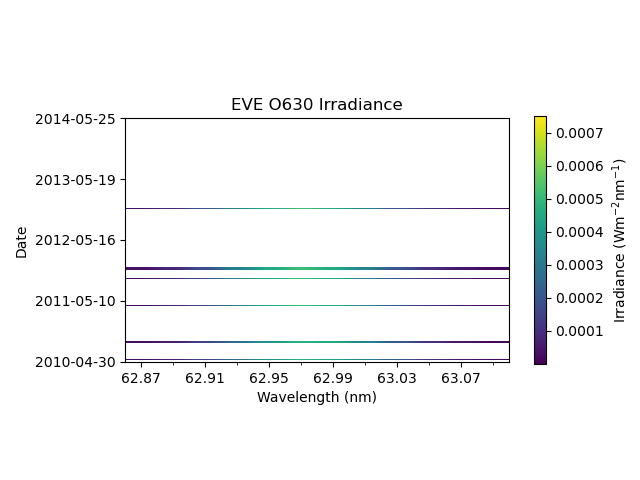 EVE O630 Irradiance
2014-05-25
2013-05-19
2012-05-16
2011-05-10
2010-04-30
Date
62.87 62.91 62.95 62.99 63.03 63.07
Wavelength (nm)
0.0007
0.0006
0.0005
0.0004
0.0003
0.0002
0.0001
Irradiance (Wm⁻²nm⁻¹)